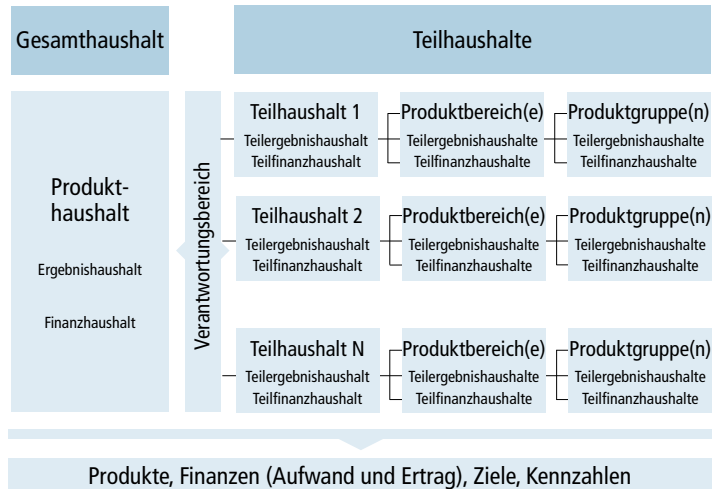 Gesamthaushalt
Teilhaushalte
Produkt-
haushalt
Ergebnishaushalt
Finanzhaushalt
Verantwortungsbereich
Teilhaushalt 1
Teilergebnishaushalt
Teilfinanzhaushalt
Produktbereich(e)
Teilergebnishaushalte
Teilfinanzhaushalte
Produktgruppe(n)
Teilergebnishaushalte
Teilfinanzhaushalte
Teilhaushalt 2
Teilergebnishaushalt
Teilfinanzhaushalt
Produktbereich(e)
Teilergebnishaushalte
Teilfinanzhaushalte
Produktgruppe(n)
Teilergebnishaushalte
Teilfinanzhaushalte
Teilhaushalt N
Teilergebnishaushalt
Teilfinanzhaushalt
Produktbereich(e)
Teilergebnishaushalte
Teilfinanzhaushalte
Produktgruppe(n)
Teilergebnishaushalte
Teilfinanzhaushalte
Produkte, Finanzen (Aufwand und Ertrag), Ziele, Kennzahlen